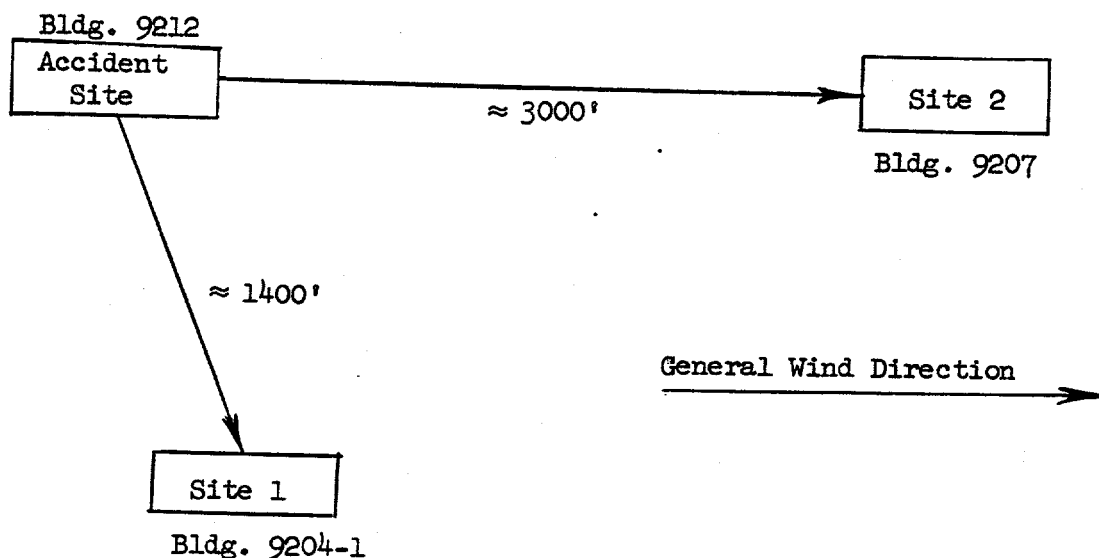 Bldg. 9212
Accident
Site
≈ 3000'
Site 2
Bldg. 9207
≈ 1400'
General Wind Direction
Site 1
Bldg. 9204-1